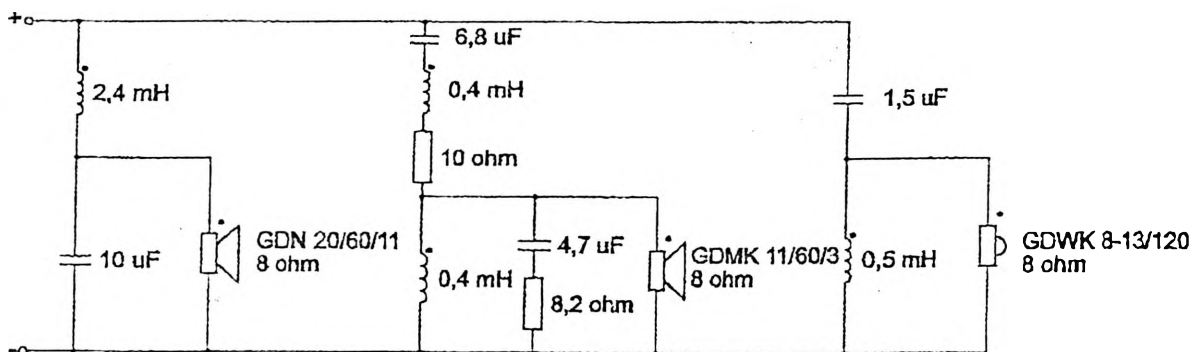 +
6,8 uF
2,4 mH
0,4 mH
1,5 uF
10 ohm
GDN 20/60/11
8 ohm
10 uF
4,7 uF
GDMK 11/60/3
8 ohm
0,4 mH
8,2 ohm
0,5 mH
GDWK 8-13/120
8 ohm
-